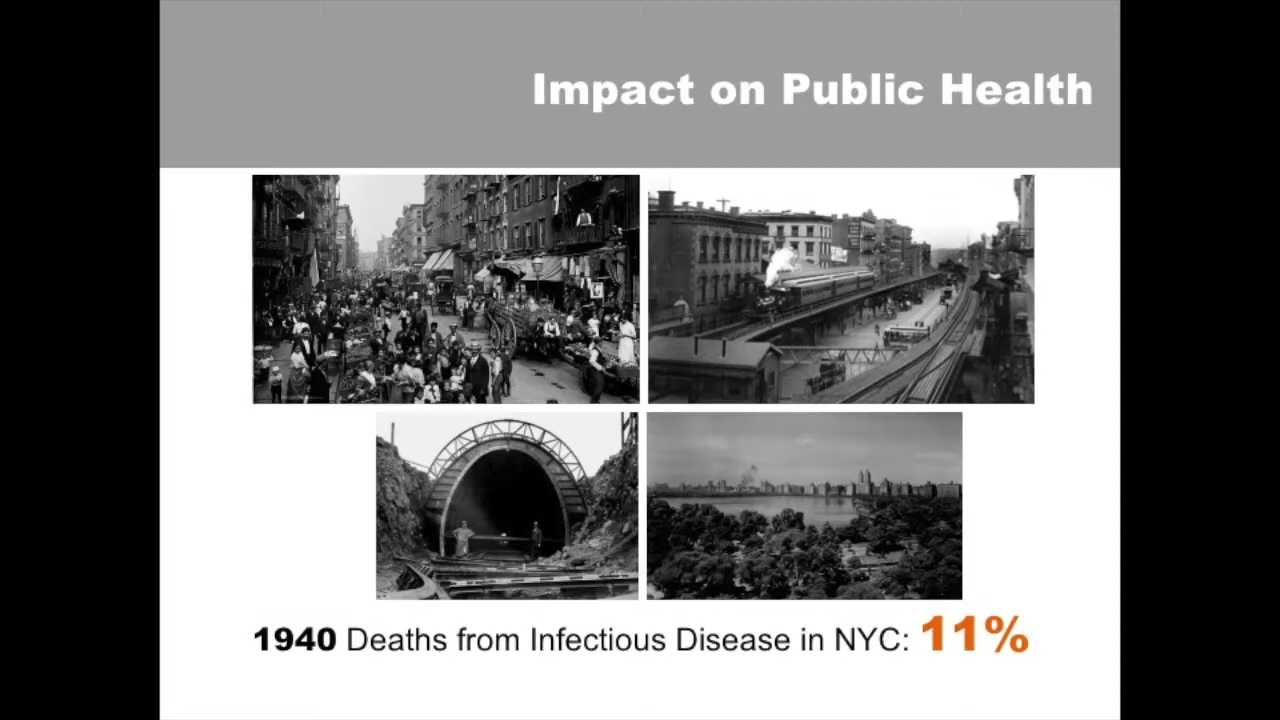 Impact on Public Health
1940 Deaths from Infectious Disease in NYC: 11%